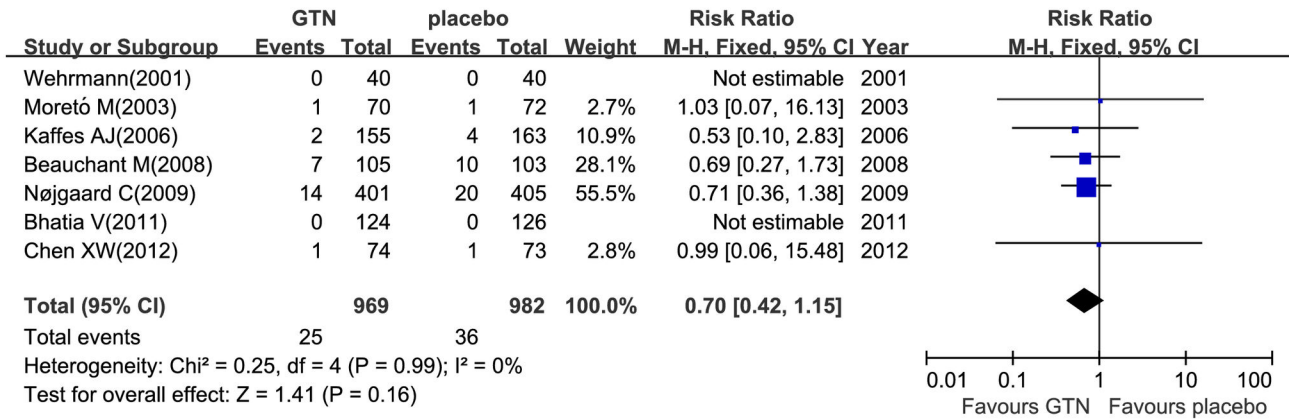 GTN placebo Risk Ratio Risk Ratio
Study or Subgroup Events Total Events Total Weight M-H, Fixed, 95% CI Year M-H, Fixed, 95% CI
Wehrmann(2001) 0 40 0 40 Not estimable 2001
Moretó M(2003) 1 70 1 72 2.7% 1.03 [0.07, 16.13] 2003
Kaffes AJ(2006) 2 155 4 163 10.9% 0.53 [0.10, 2.83] 2006
Beauchant M(2008) 7 105 10 103 28.1% 0.69 [0.27, 1.73] 2008
Nøjgaard C(2009) 14 401 20 405 55.5% 0.71 [0.36, 1.38] 2009
Bhatia V(2011) 0 124 0 126 Not estimable 2011
Chen XW(2012) 1 74 1 73 2.8% 0.99 [0.06, 15.48] 2012
Total (95% CI) 969 982 100.0% 0.70 [0.42, 1.15]
Total events 25 36
Heterogeneity: Chi² = 0.25, df = 4 (P = 0.99); I² = 0%
Test for overall effect: Z = 1.41 (P = 0.16)
0.01 0.1 1 10 100
Favours GTN Favours placebo